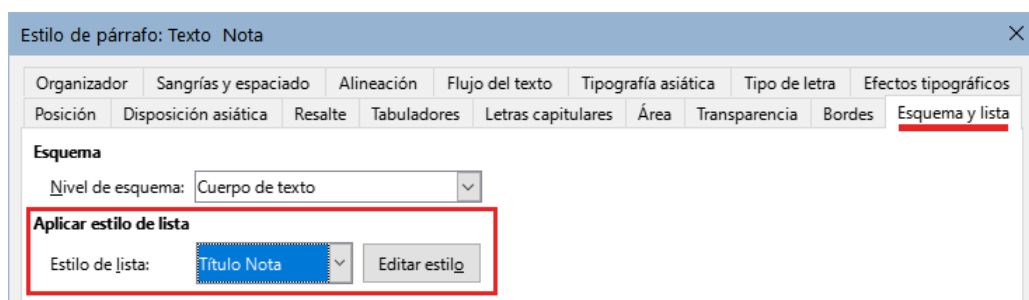 Estilo de párrafo: Texto Nota
Organizador Sangrías y espaciado Alineación Flujo del texto Tipografía asiática Tipo de letra Efectos tipográficos
Posición Disposición asiática Resalte Tabuladores Letras capitulares Área Transparencia Bordes Esquema y lista
Esquema
Nivel de esquema: Cuerpo de texto
Aplicar estilo de lista
Estilo de lista: Título Nota Editar estilo